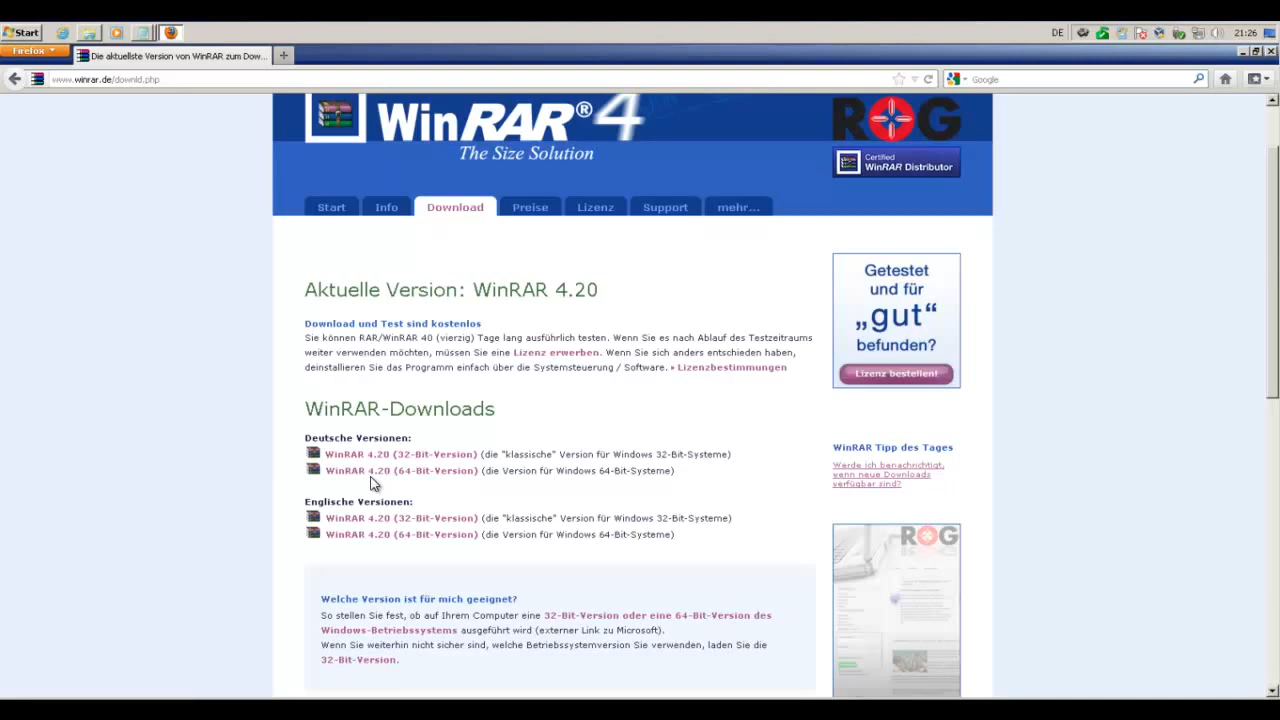 Start
DE
21:26
Firefox
Die aktuellste Version von WinRAR zum Dow...
www.winrar.de/downld.php
Google
WinRAR® 4
The Size Solution
ROG
Certified
WinRAR Distributor
Start
Info
Download
Preise
Lizenz
Support
mehr...
Aktuelle Version: WinRAR 4.20
Download und Test sind kostenlos
Sie können RAR/WinRAR 40 (vierzig) Tage lang ausführlich testen. Wenn Sie es nach Ablauf des Testzeitraums
weiter verwenden möchten, müssen Sie eine Lizenz erwerben. Wenn Sie sich anders entschieden haben,
deinstallieren Sie das Programm einfach über die Systemsteuerung / Software. Lizenzbestimmungen
WinRAR-Downloads
Deutsche Versionen:
WinRAR 4.20 (32-Bit-Version) (die "klassische" Version für Windows 32-Bit-Systeme)
WinRAR 4.20 (64-Bit-Version) (die Version für Windows 64-Bit-Systeme)
Englische Versionen:
WinRAR 4.20 (32-Bit-Version) (die "klassische" Version für Windows 32-Bit-Systeme)
WinRAR 4.20 (64-Bit-Version) (die Version für Windows 64-Bit-Systeme)
Welche Version ist für mich geeignet?
So stellen Sie fest, ob auf Ihrem Computer eine 32-Bit-Version oder eine 64-Bit-Version des
Windows-Betriebssystems ausgeführt wird (externer Link zu Microsoft).
Wenn Sie weiterhin nicht sicher sind, welche Betriebssystemversion Sie verwenden, laden Sie die
32-Bit-Version.
Getestet
und für
„gut“
befunden?
Lizenz bestellen!
WinRAR Tipp des Tages
Werde ich benachrichtigt,
wenn neue Downloads
verfügbar sind?
ROG